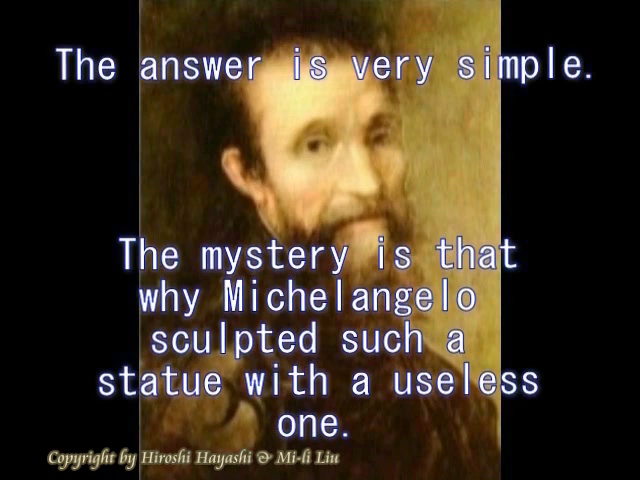 The answer is very simple.
The mystery is that
why Michelangelo
sculpted such a
statue with a useless
one.
Copyright by Hiroshi Hayashi & Mi-li Liu